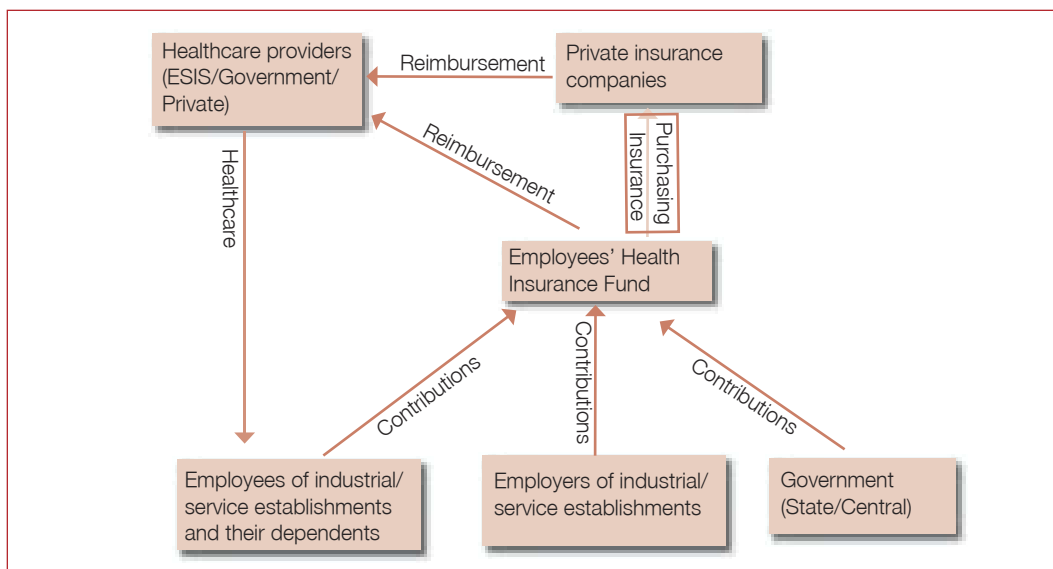 Healthcare providers
(ESIS/Government/
Private)
Reimbursement
Private insurance
companies
Reimbursement
Purchasing
Insurance
Healthcare
Employees’ Health
Insurance Fund
Contributions
Contributions
Contributions
Employees of industrial/
service establishments
and their dependents
Employers of industrial/
service establishments
Government
(State/Central)